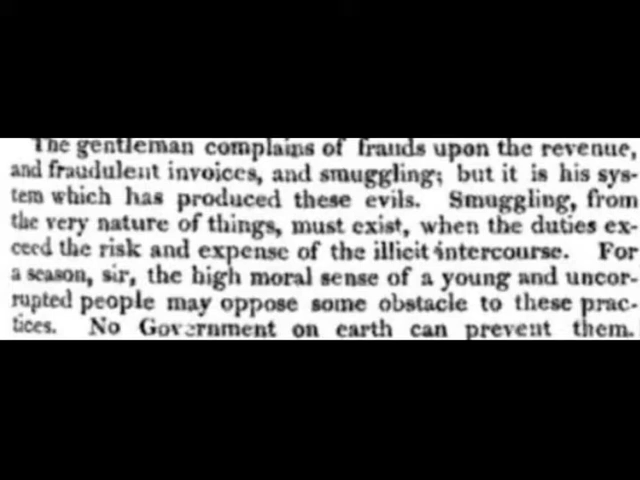 The gentleman complains of frauds upon the revenue,
and fraudulent invoices, and smuggling; but it is his sys-
tem which has produced these evils. Smuggling, from
the very nature of things, must exist, when the duties ex-
ceed the risk and expense of the illicit intercourse. For
a season, sir, the high moral sense of a young and uncor-
rupted people may oppose some obstacle to these prac-
tices. No Government on earth can prevent them.